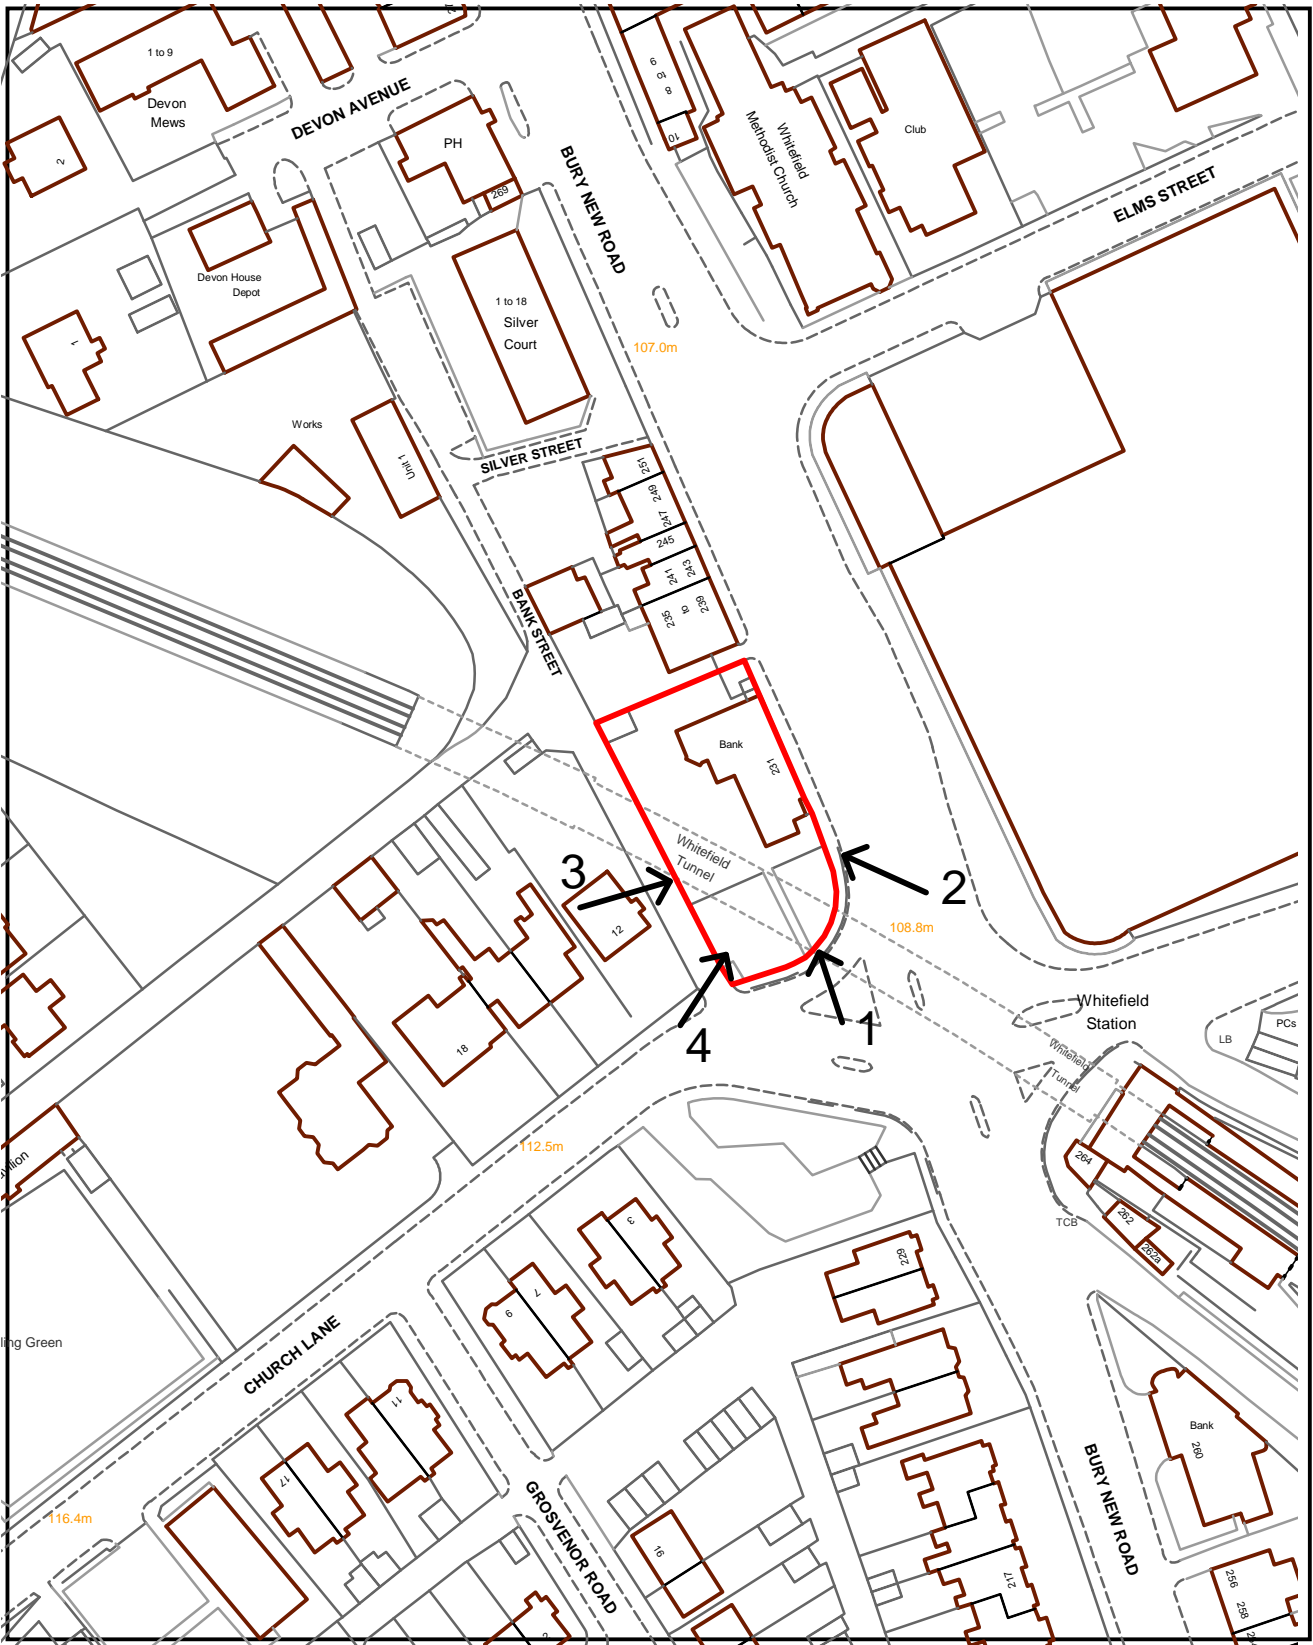 1 to 9
Devon
Mews
2
DEVON AVENUE
PH
269
BURY NEW ROAD
10
Whitefield
Methodist Church
Club
ELMS STREET
Devon House
Depot
1
1 to 18
Silver
Court
107.0m
Works
Unit 1
SILVER STREET
251
249
247
245
243
241
239
to
235
BANK STREET
Bank
231
Whitefield
Tunnel
3
2
12
108.8m
4
1
18
Whitefield
Station
LB
PCs
Whitefield
Tunnel
264
262
262a
TCB
112.5m
3
7
9
229
ling Green
CHURCH LANE
11
17
116.4m
GROSVENOR ROAD
16
217
BURY NEW ROAD
Bank
260
256
258
2